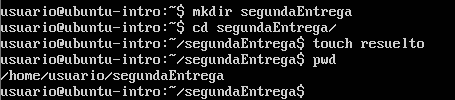 usuario@ubuntu-intro:~$ mkdir segundaEntrega
usuario@ubuntu-intro:~$ cd segundaEntrega/
usuario@ubuntu-intro:~/segundaEntrega$ touch resuelto
usuario@ubuntu-intro:~/segundaEntrega$ pwd
/home/usuario/segundaEntrega
usuario@ubuntu-intro:~/segundaEntrega$